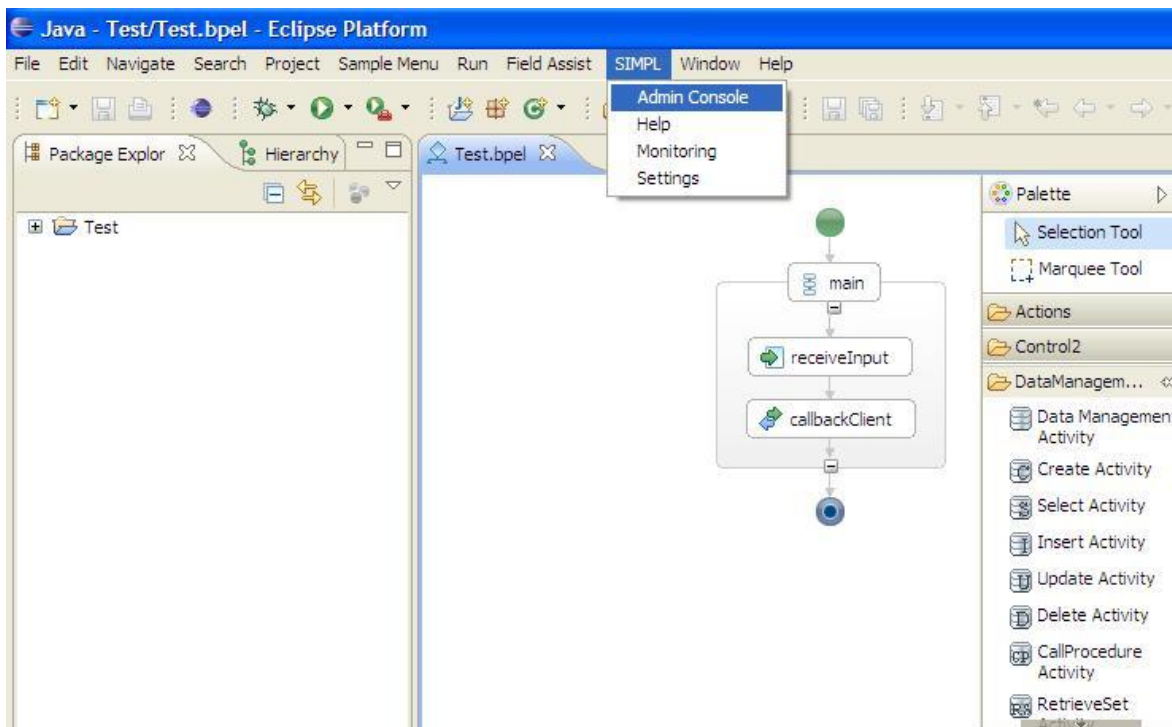 Java - Test/Test.bpel - Eclipse Platform
File Edit Navigate Search Project Sample Menu Run Field Assist SIMPL Window Help
Admin Console
Help
Monitoring
Settings
Package Explor
Hierarchy
Test.bpel
Test
main
receiveInput
callbackClient
Palette
Selection Tool
Marquee Tool
Actions
Control2
DataManagem...
Data Managemen
Activity
Create Activity
Select Activity
Insert Activity
Update Activity
Delete Activity
CallProcedure
Activity
RetrieveSet